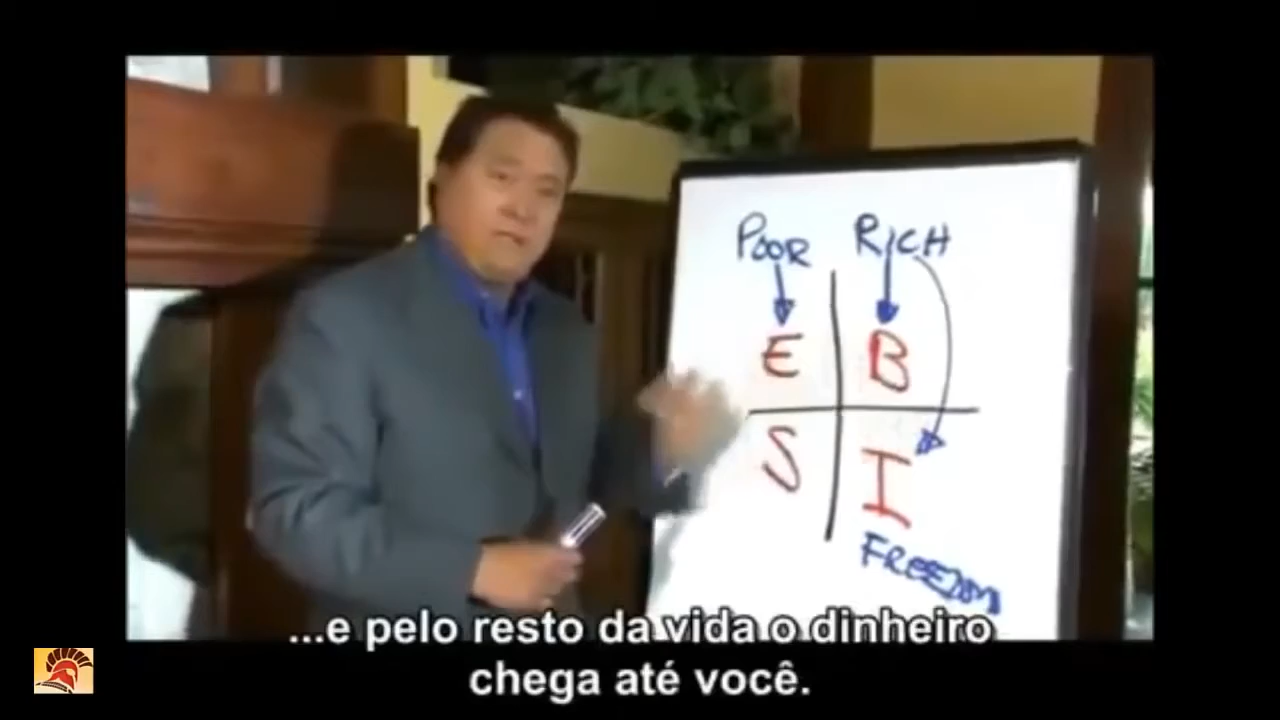 POOR RICH
E B
S I
FREEDOM
...e pelo resto da vida o dinheiro
chega até você.